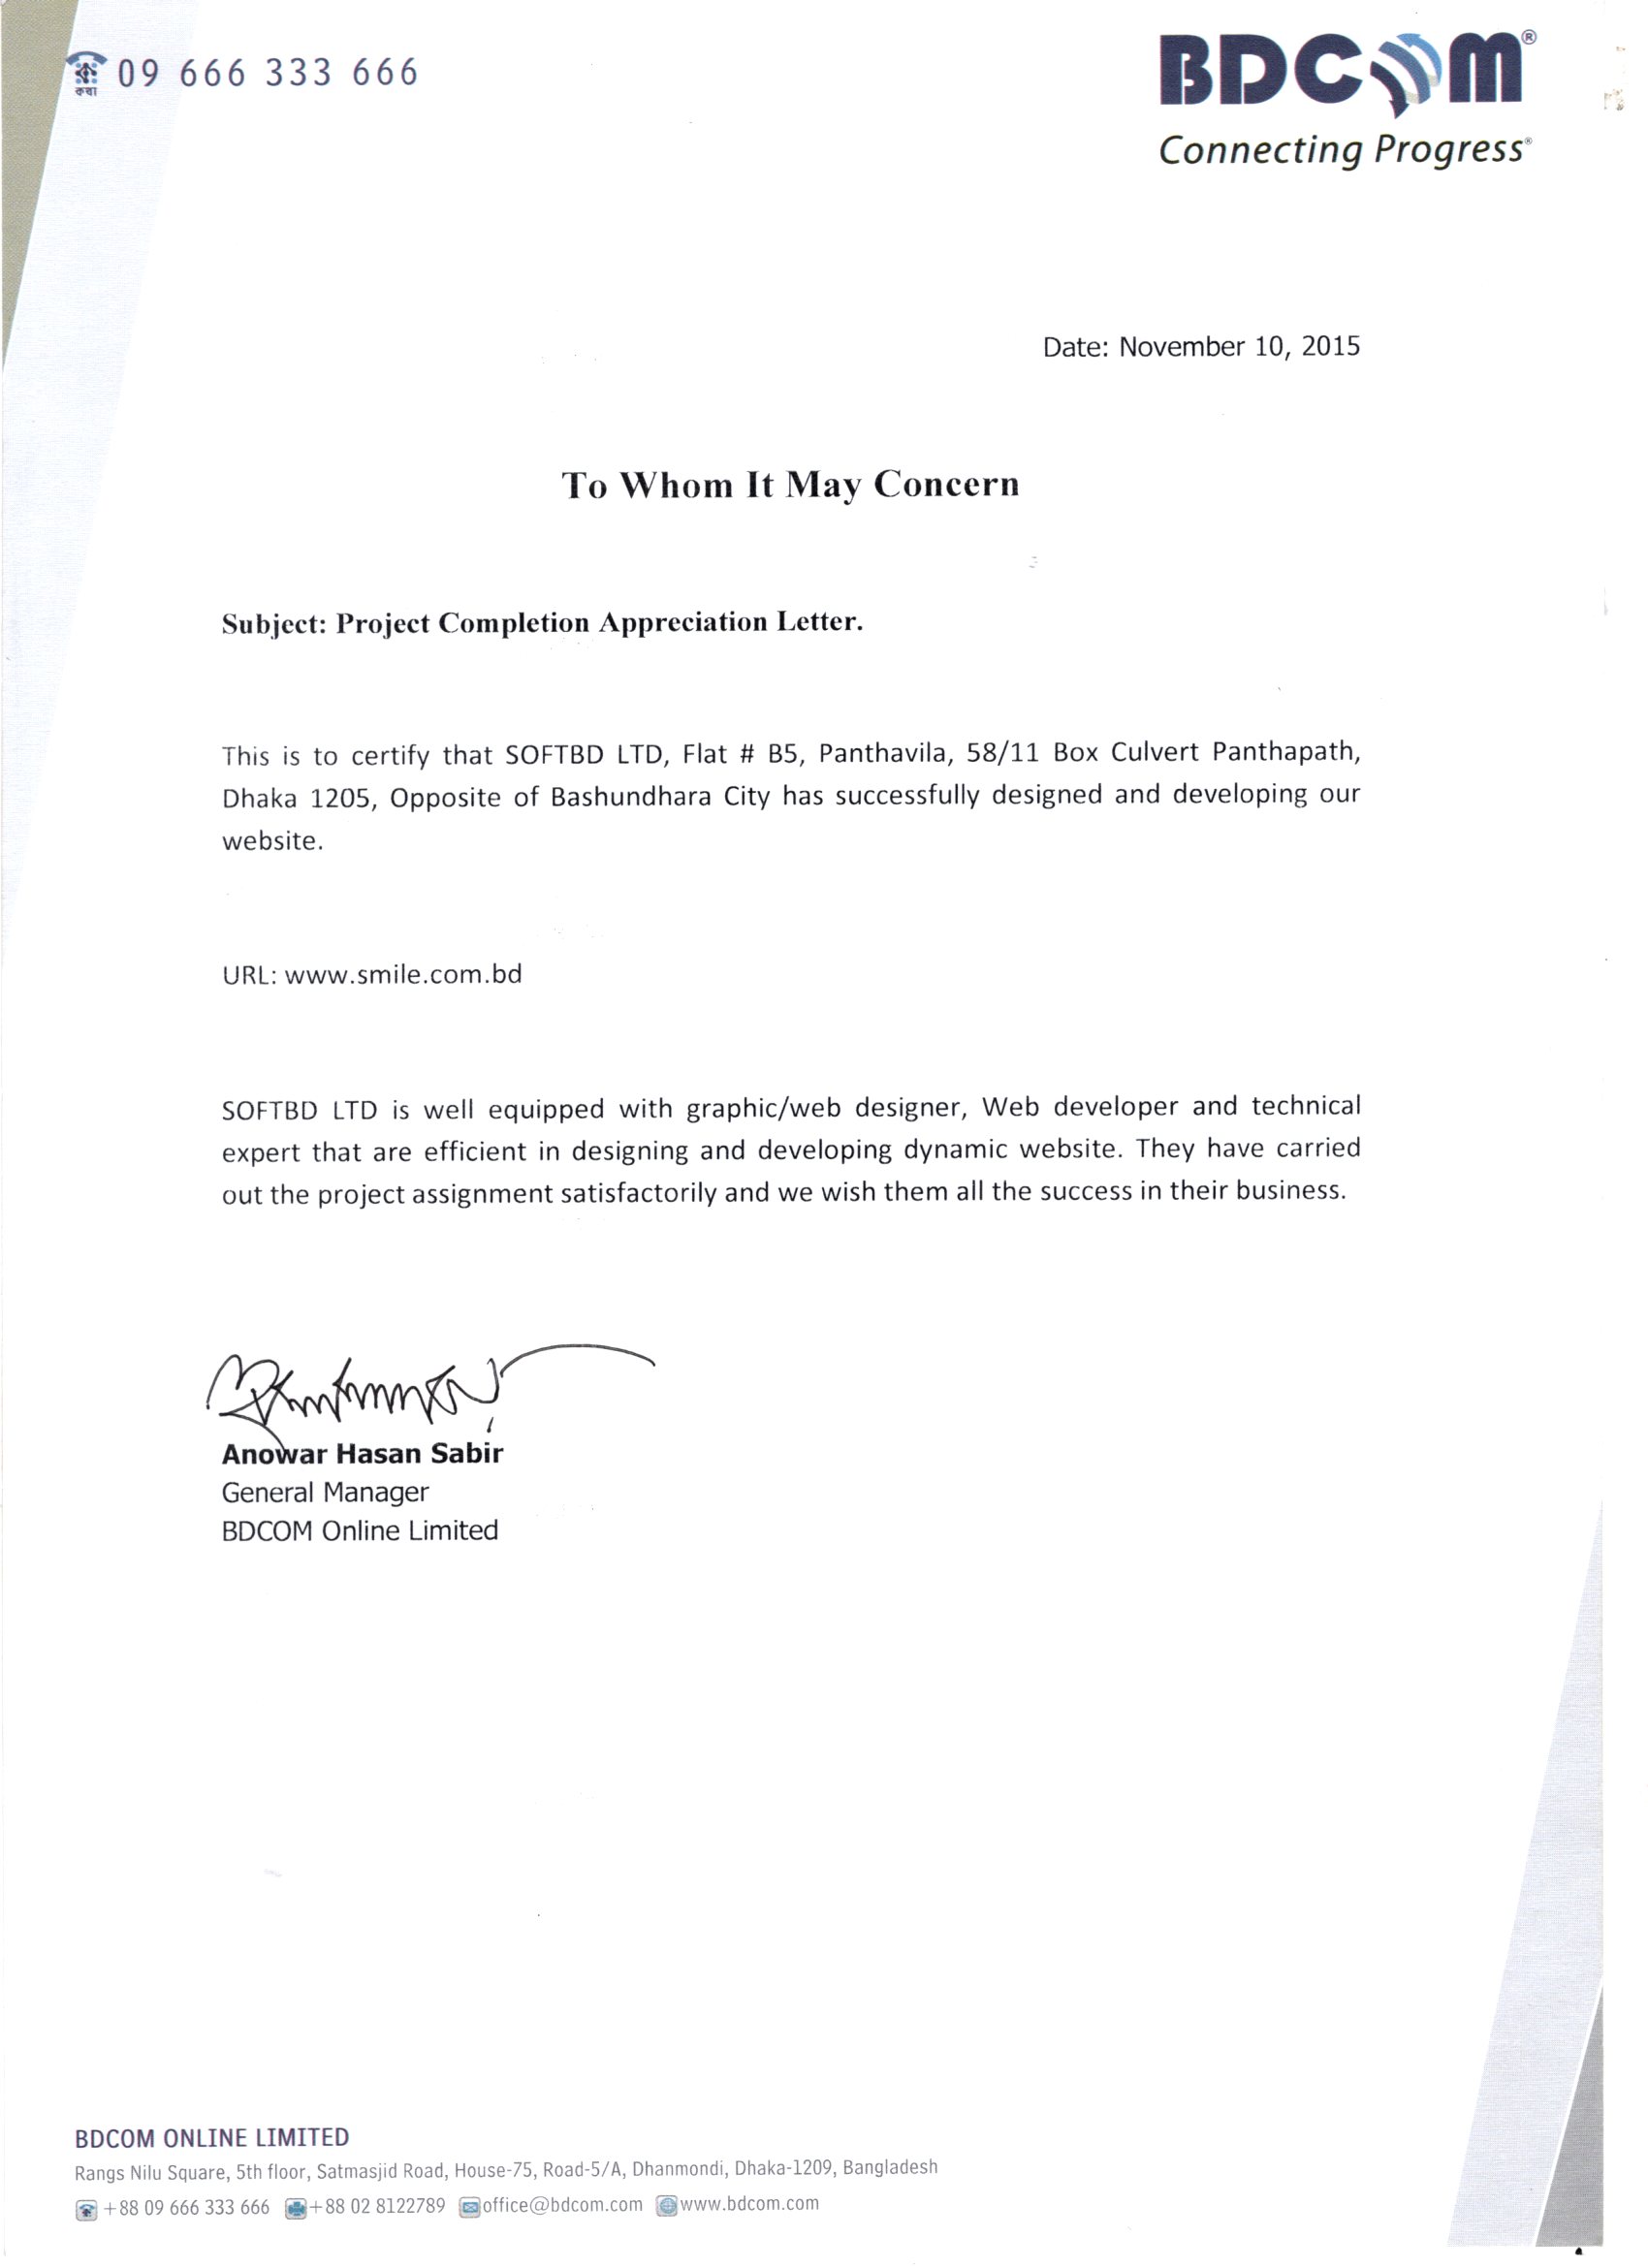 09 666 333 666
কথা
BDCOM®
Connecting Progress®
Date: November 10, 2015
To Whom It May Concern
Subject: Project Completion Appreciation Letter.
This is to certify that SOFTBD LTD, Flat # B5, Panthavila, 58/11 Box Culvert Panthapath,
Dhaka 1205, Opposite of Bashundhara City has successfully designed and developing our
website.
URL: www.smile.com.bd
SOFTBD LTD is well equipped with graphic/web designer, Web developer and technical
expert that are efficient in designing and developing dynamic website. They have carried
out the project assignment satisfactorily and we wish them all the success in their business.
Anowar Hasan Sabir
General Manager
BDCOM Online Limited
BDCOM ONLINE LIMITED
Rangs Nilu Square, 5th floor, Satmasjid Road, House-75, Road-5/A, Dhanmondi, Dhaka-1209, Bangladesh
+88 09 666 333 666 +88 02 8122789 office@bdcom.com www.bdcom.com